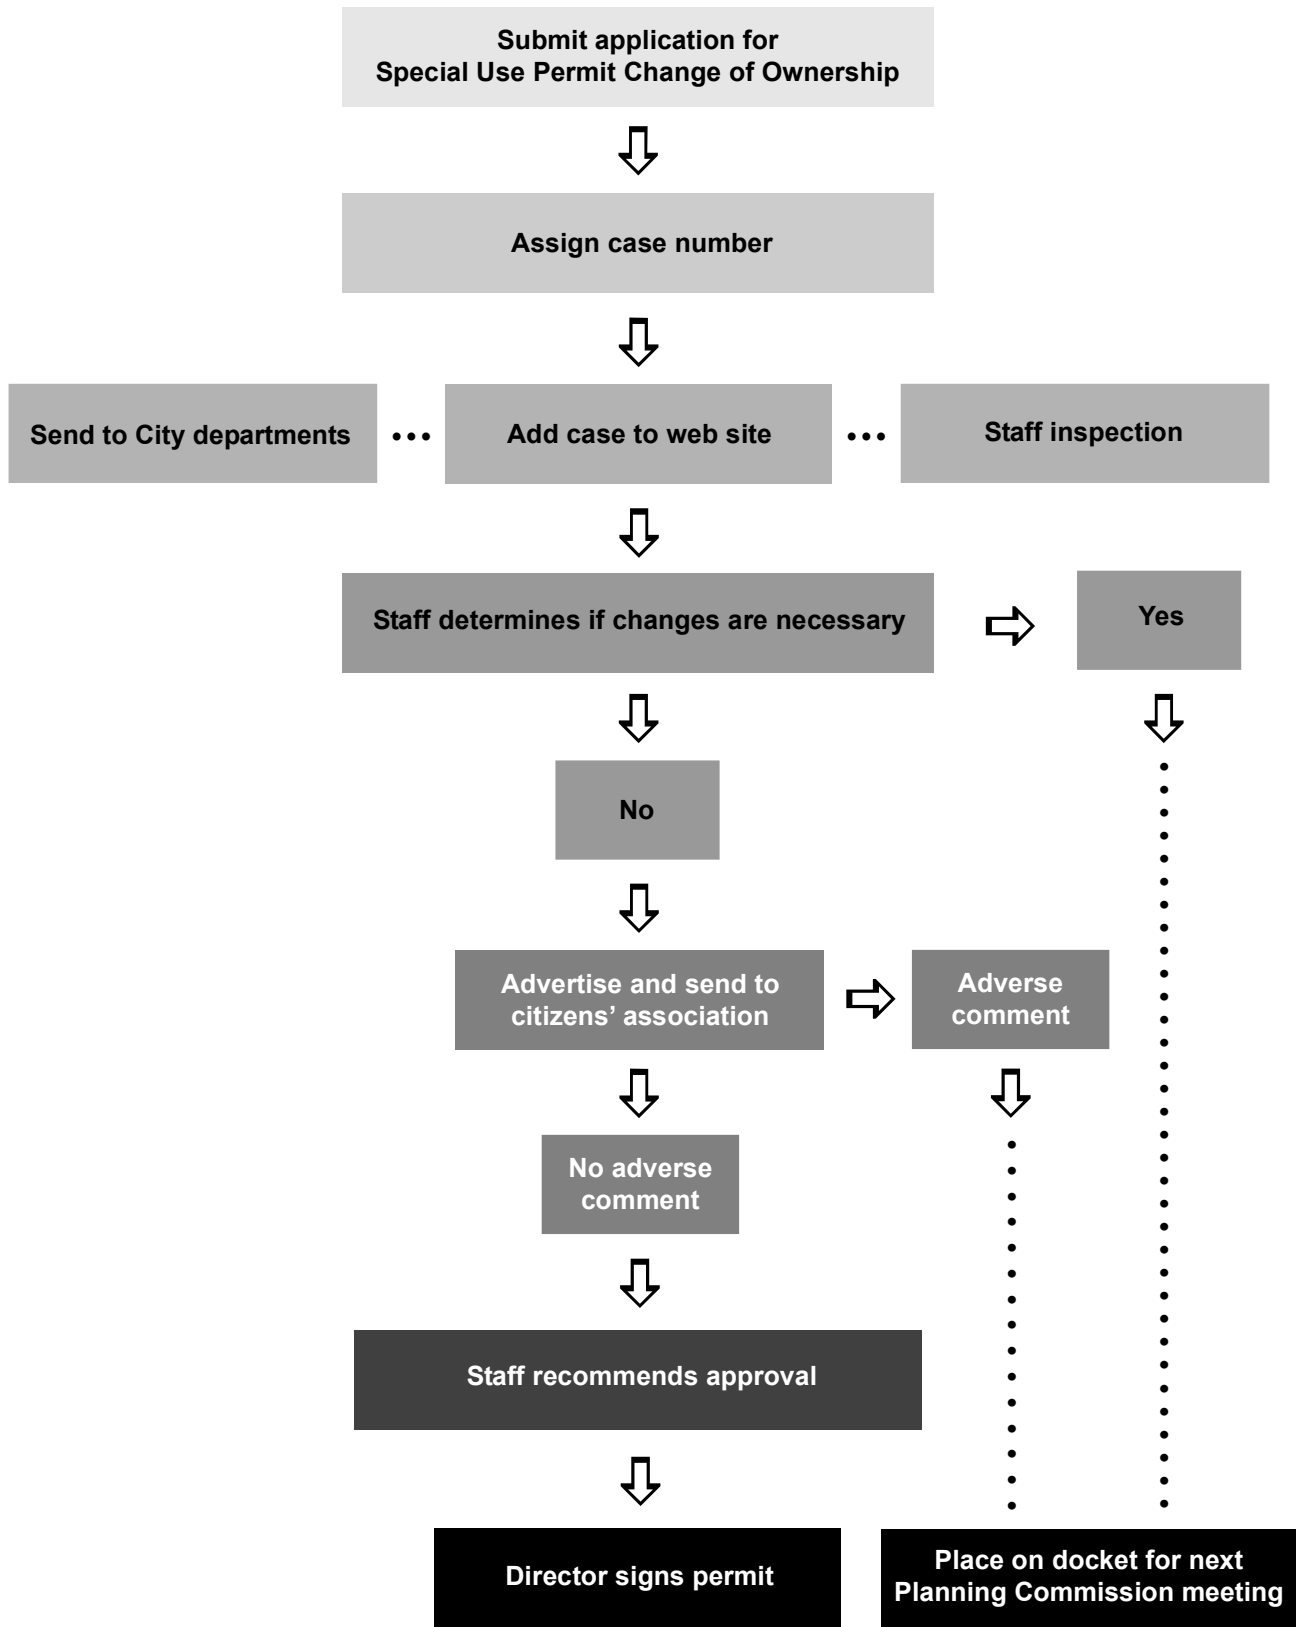 Submit application for
Special Use Permit Change of Ownership
Assign case number
Send to City departments
Add case to web site
Staff inspection
Staff determines if changes are necessary
Yes
No
Advertise and send to
citizens’ association
Adverse
comment
No adverse
comment
Staff recommends approval
Director signs permit
Place on docket for next
Planning Commission meeting